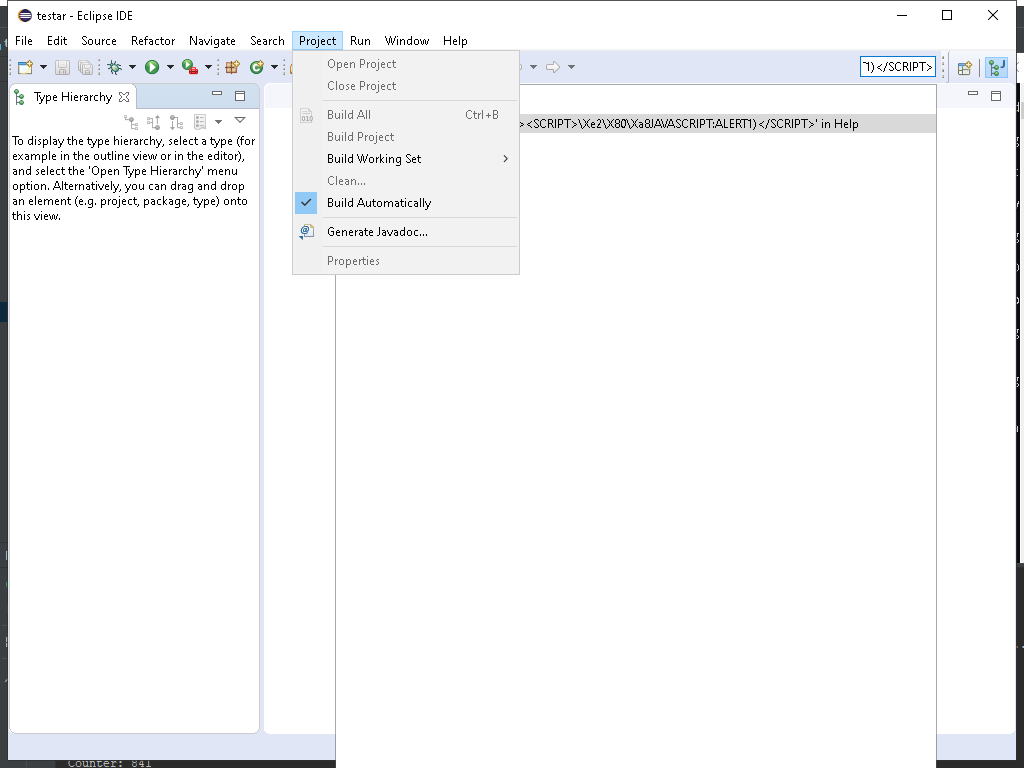 testar - Eclipse IDE
File Edit Source Refactor Navigate Search Project Run Window Help
1)</SCRIPT>
Type Hierarchy
To display the type hierarchy, select a type (for
example in the outline view or in the editor),
and select the 'Open Type Hierarchy' menu
option. Alternatively, you can drag and drop
an element (e.g. project, package, type) onto
this view.
Open Project
Close Project
Build All Ctrl+B
Build Project
Build Working Set
Clean...
Build Automatically
Generate Javadoc...
Properties
><SCRIPT>\Xe2\X80\Xa8JAVASCRIPT:ALERT1)</SCRIPT>' in Help
Counter: 841